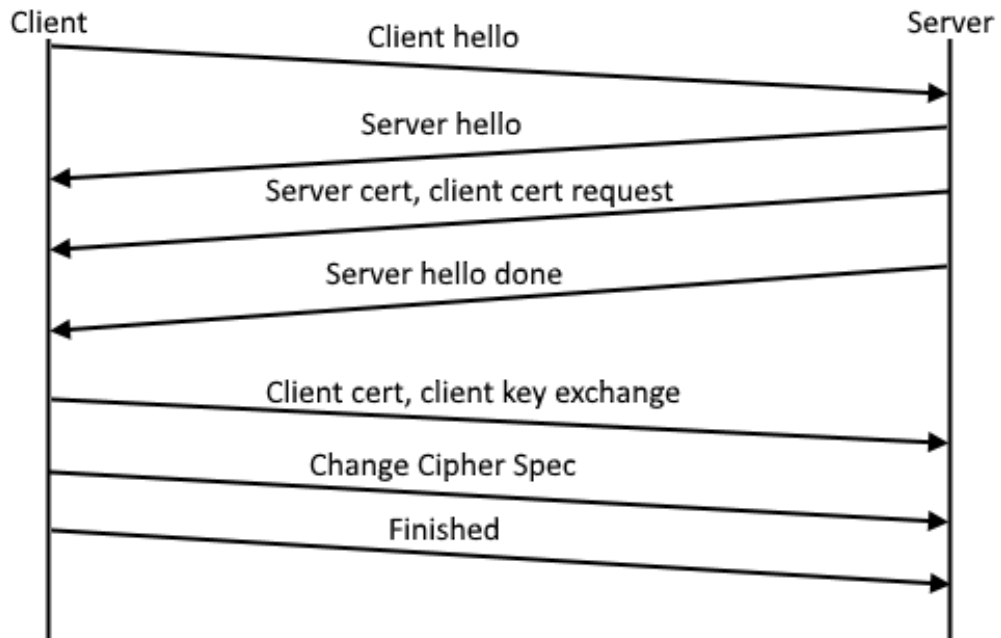 Client
Server
Client hello
Server hello
Server cert, client cert request
Server hello done
Client cert, client key exchange
Change Cipher Spec
Finished